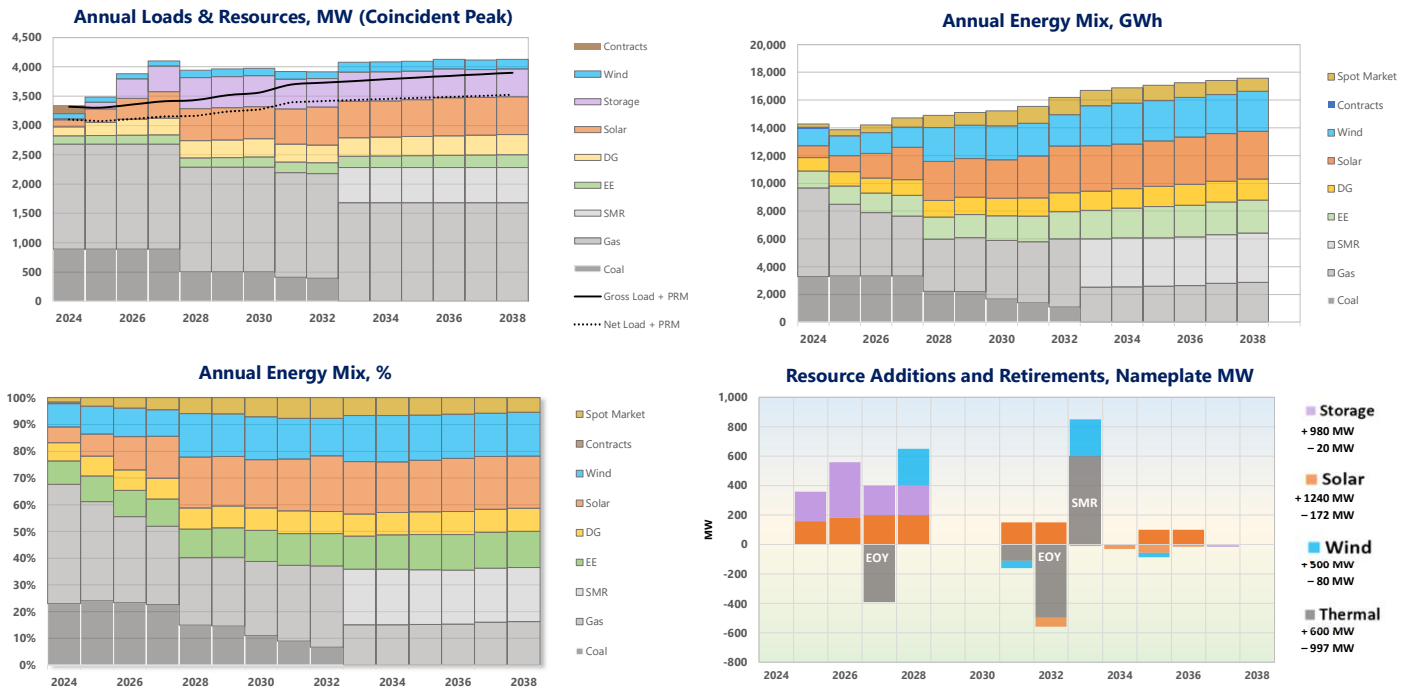 Annual Loads & Resources, MW (Coincident Peak)
4,500
4,000
3,500
3,000
2,500
2,000
1,500
1,000
500
0
2024 2026 2028 2030 2032 2034 2036 2038
Contracts
Wind
Storage
Solar
DG
EE
SMR
Gas
Coal
Gross Load + PRM
Net Load + PRM
Annual Energy Mix, GWh
20,000
18,000
16,000
14,000
12,000
10,000
8,000
6,000
4,000
2,000
0
2024 2026 2028 2030 2032 2034 2036 2038
Spot Market
Contracts
Wind
Solar
DG
EE
SMR
Gas
Coal
Annual Energy Mix, %
100%
90%
80%
70%
60%
50%
40%
30%
20%
10%
0%
2024 2026 2028 2030 2032 2034 2036 2038
Spot Market
Contracts
Wind
Solar
DG
EE
SMR
Gas
Coal
Resource Additions and Retirements, Nameplate MW
MW
1,000
800
600
400
200
0
-200
-400
-600
-800
EOY
EOY
SMR
2024 2026 2028 2030 2032 2034 2036 2038
Storage
+ 980 MW
– 20 MW
Solar
+ 1240 MW
– 172 MW
Wind
+ 500 MW
– 80 MW
Thermal
+ 600 MW
– 997 MW